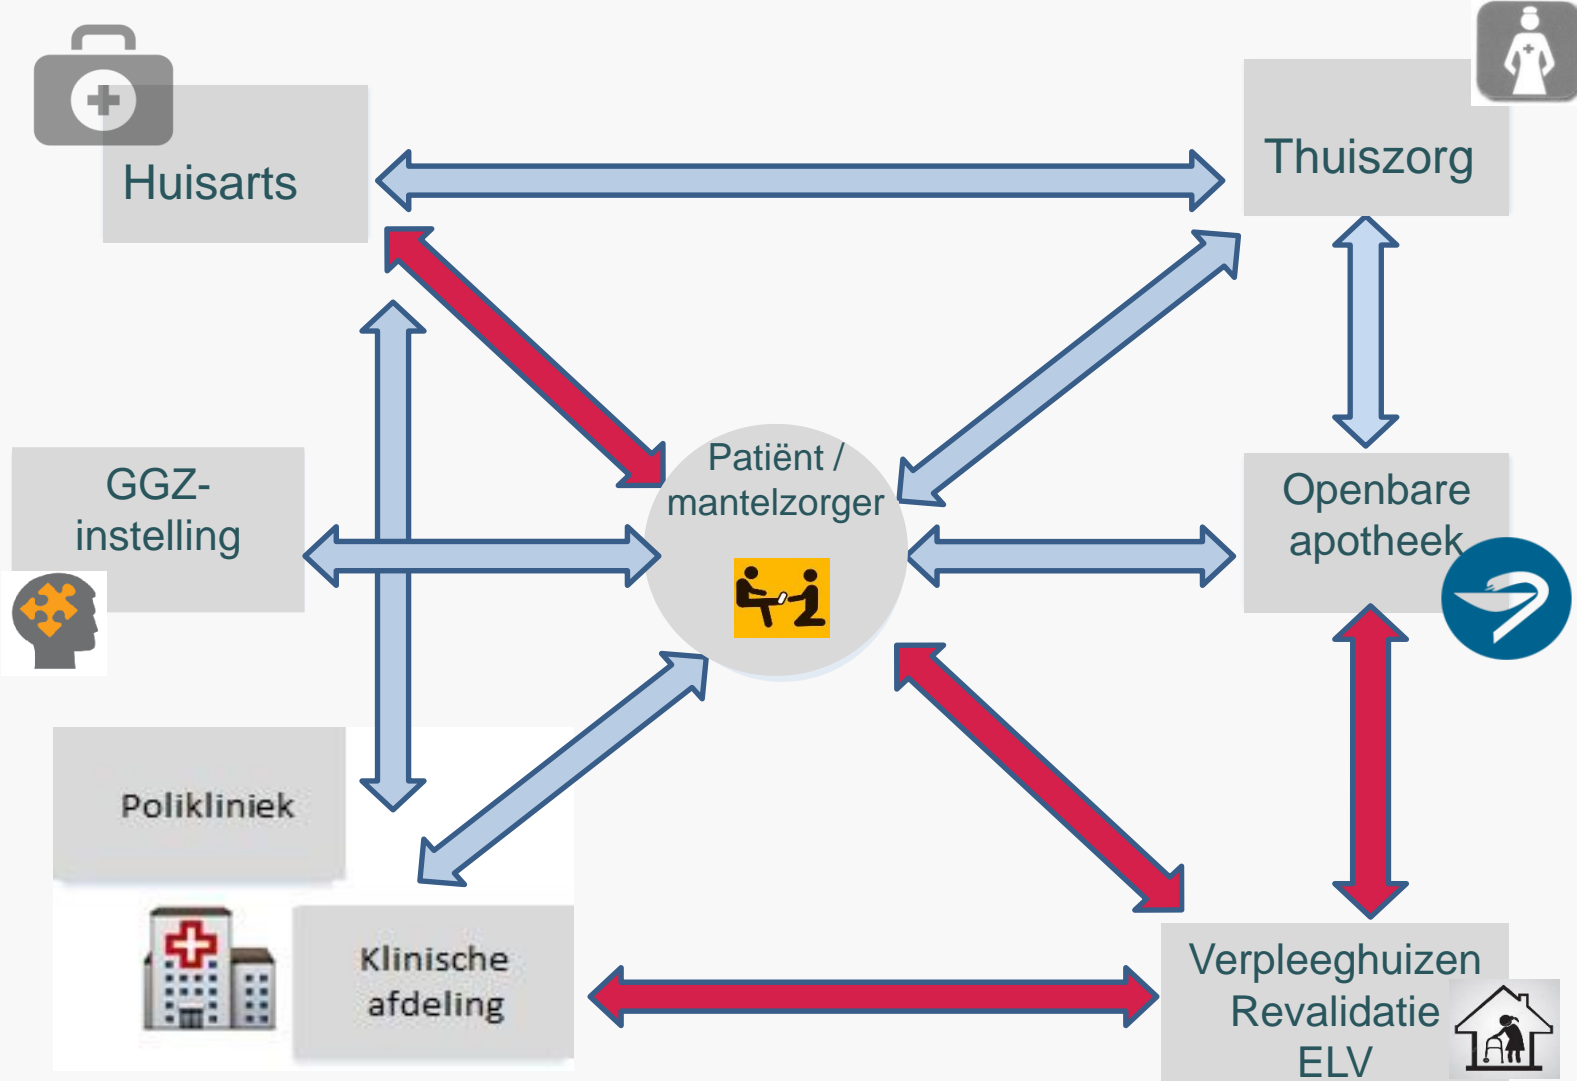 Huisarts
Thuiszorg
GGZ-
instelling
Patiënt /
mantelzorger
Openbare
apotheek
Polikliniek
Klinische
afdeling
Verpleeghuizen
Revalidatie
ELV